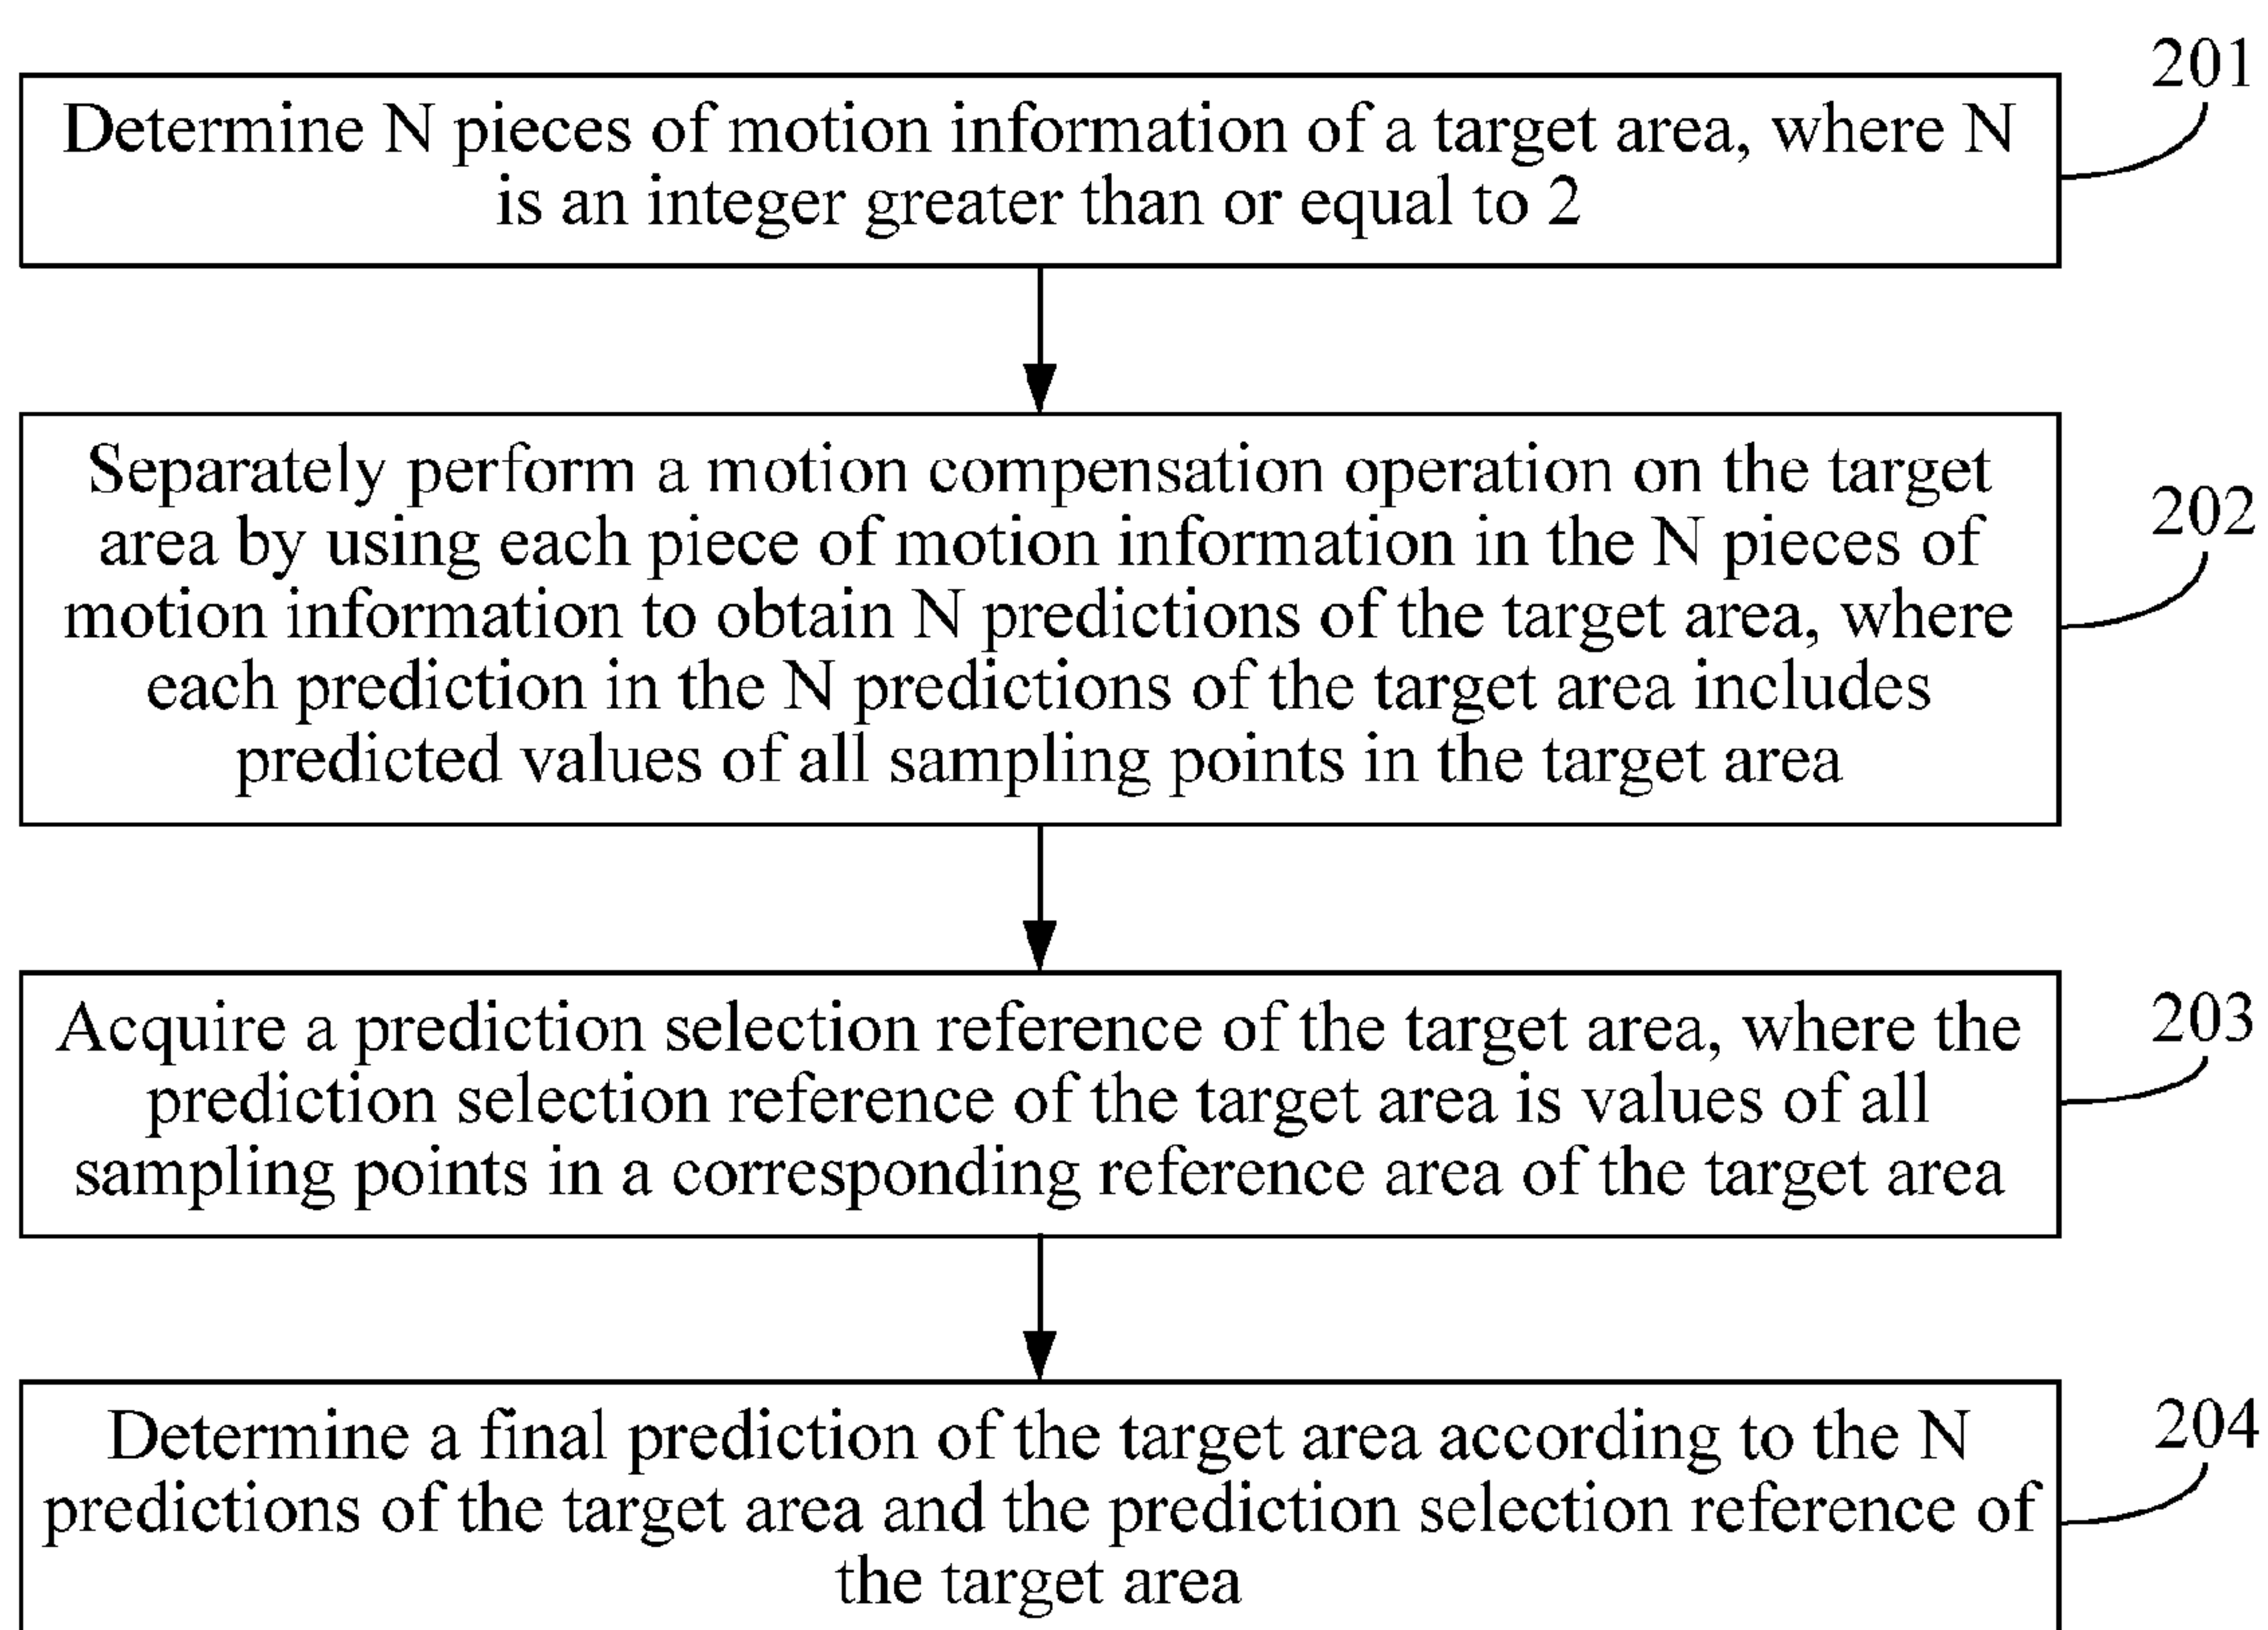 201
Determine N pieces of motion information of a target area, where N
is an integer greater than or equal to 2
Separately perform a motion compensation operation on the target
area by using each piece of motion information in the N pieces of
motion information to obtain N predictions of the target area, where
each prediction in the N predictions of the target area includes
predicted values of all sampling points in the target area
202
Acquire a prediction selection reference of the target area, where the
prediction selection reference of the target area is values of all
sampling points in a corresponding reference area of the target area
203
Determine a final prediction of the target area according to the N
predictions of the target area and the prediction selection reference of
the target area
204